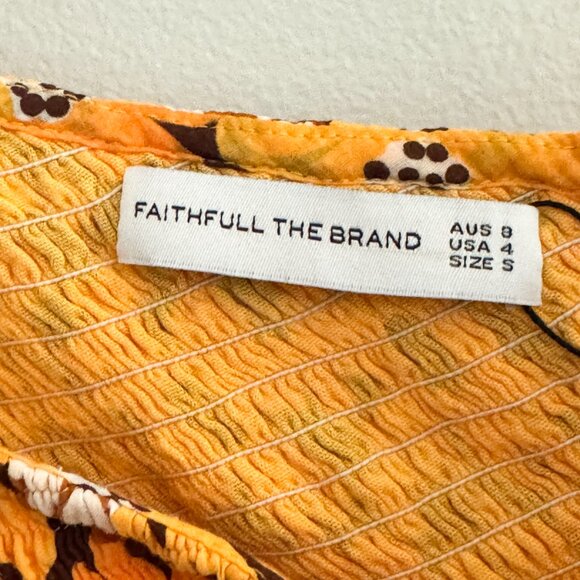 FAITHFULL THE BRAND
AUS 8
USA 4
SIZE S